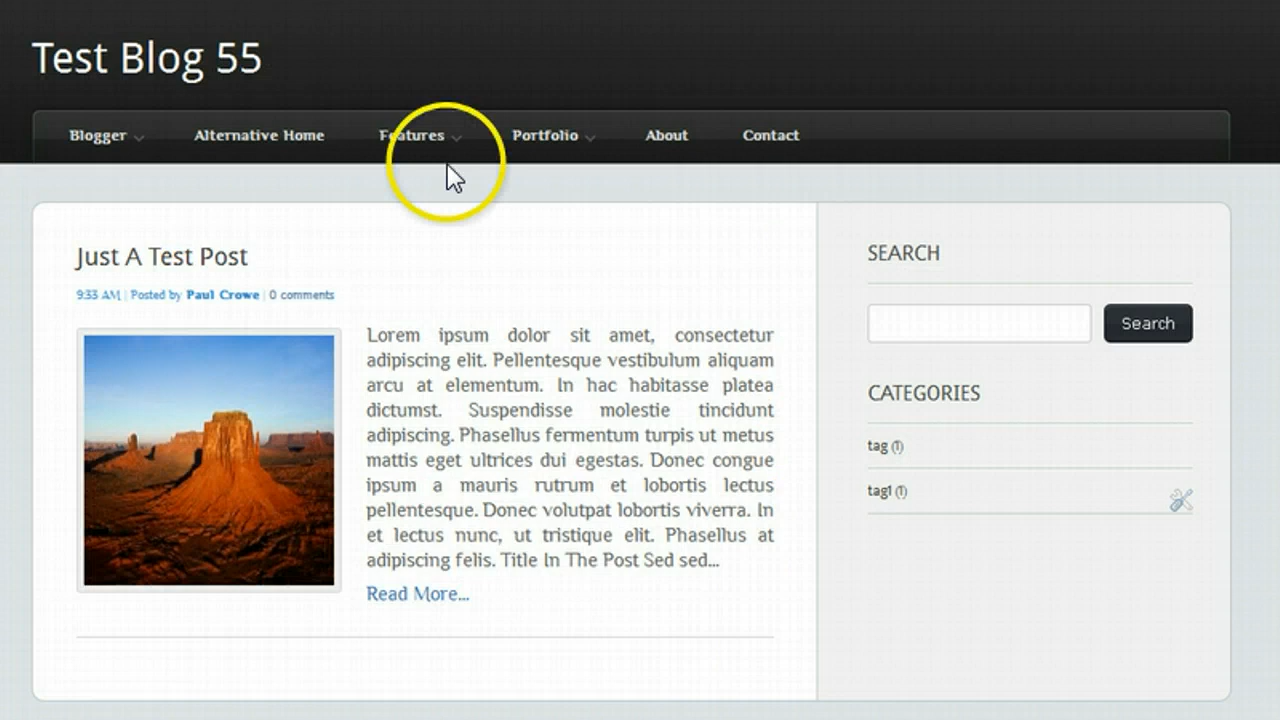 Test Blog 55
Blogger Alternative Home Features Portfolio About Contact
Just A Test Post
9:33 AM | Posted by Paul Crowe | 0 comments
Lorem ipsum dolor sit amet, consectetur
adipiscing elit. Pellentesque vestibulum aliquam
arcu at elementum. In hac habitasse platea
dictumst. Suspendisse molestie tincidunt
adipiscing. Phasellus fermentum turpis ut metus
mattis eget ultrices dui egestas. Donec congue
ipsum a mauris rutrum et lobortis lectus
pellentesque. Donec volutpat lobortis viverra. In
et lectus nunc, ut tristique elit. Phasellus at
adipiscing felis. Title In The Post Sed sed...
Read More...
SEARCH
Search
CATEGORIES
tag (1)
tag1 (1)